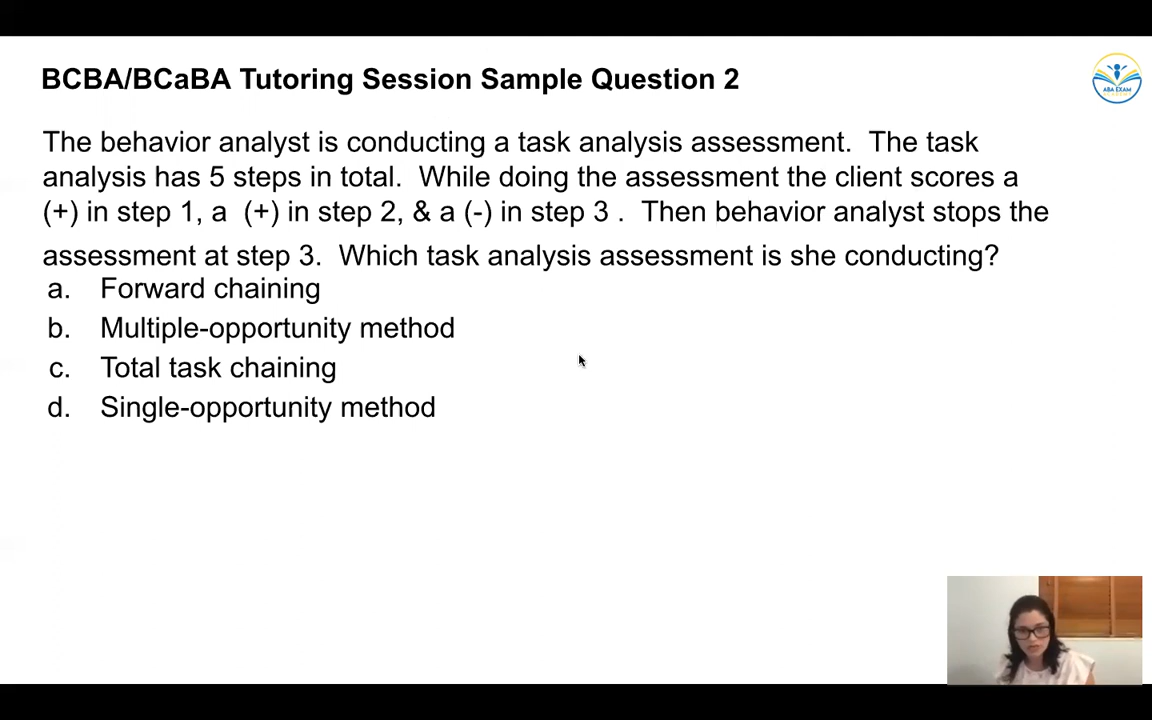 BCBA/BCaBA Tutoring Session Sample Question 2
ABA EXAM
ACADEMY
The behavior analyst is conducting a task analysis assessment.  The task
analysis has 5 steps in total.  While doing the assessment the client scores a
(+) in step 1, a  (+) in step 2, & a (-) in step 3 .  Then behavior analyst stops the
assessment at step 3.  Which task analysis assessment is she conducting?
a. Forward chaining
b. Multiple-opportunity method
c. Total task chaining
d. Single-opportunity method